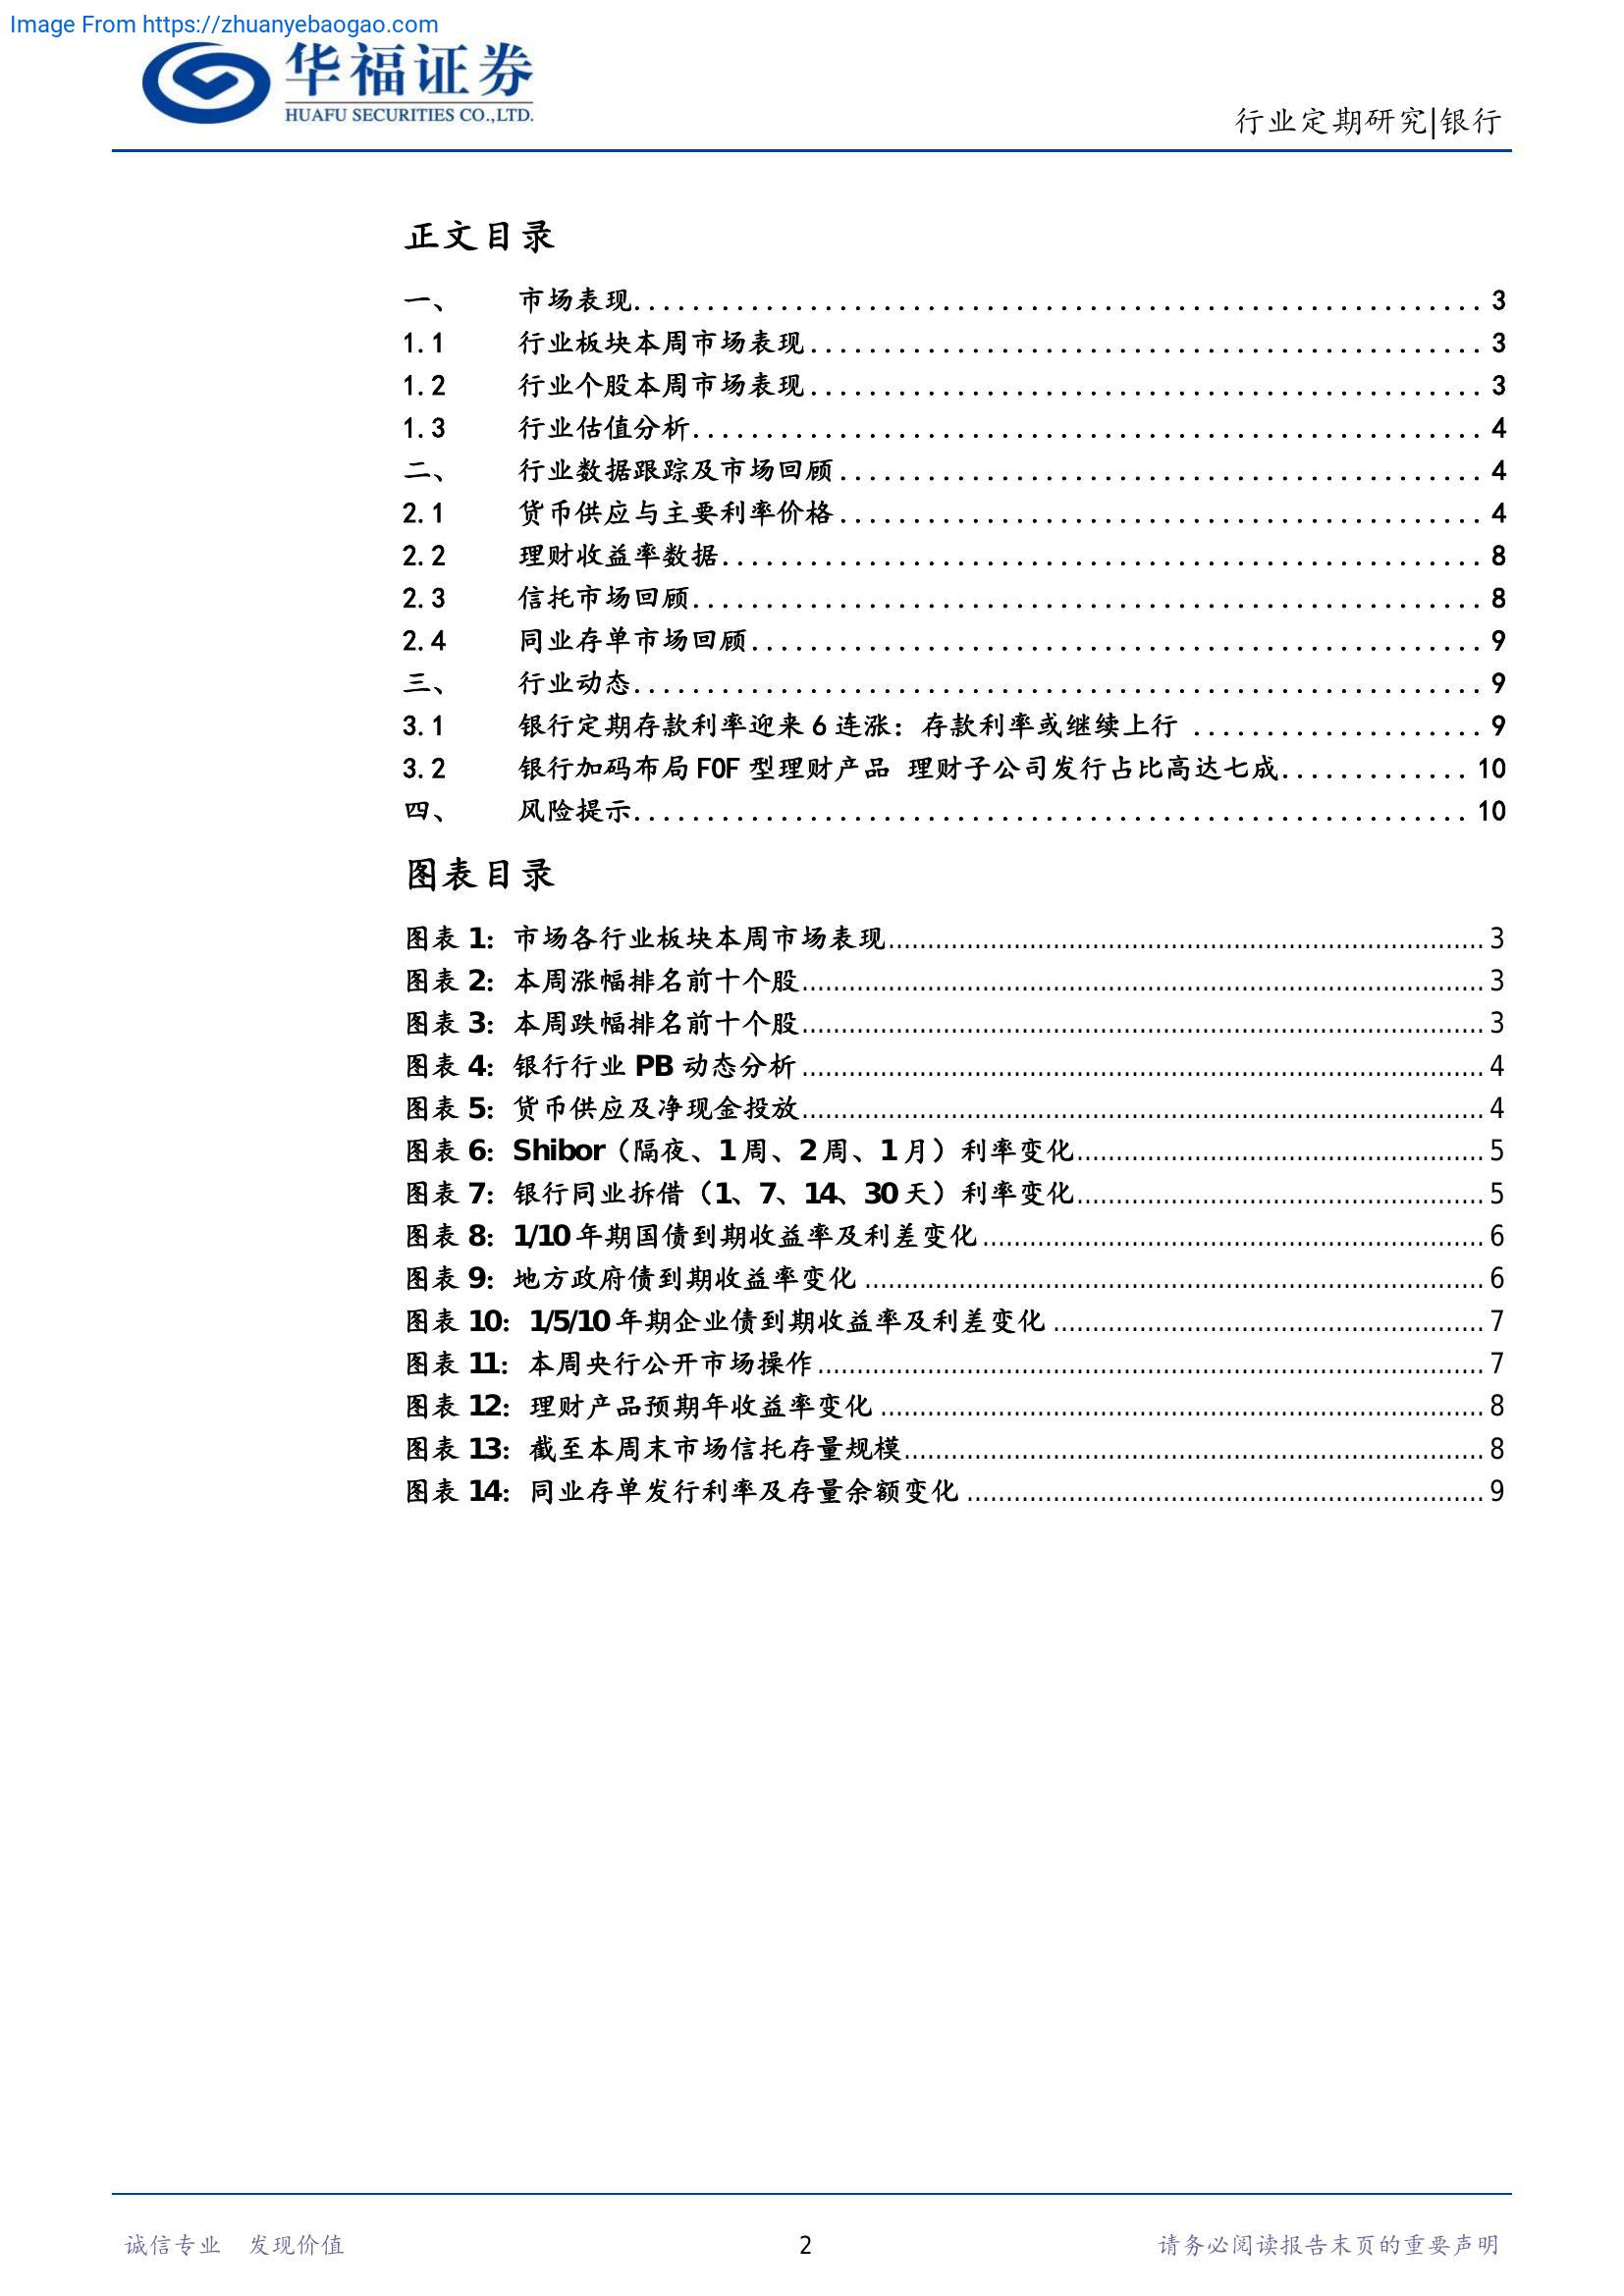 Image From https://zhuanyebaogao.com
华福证券
HUAFU SECURITIES CO.,LTD.
行业定期研究|银行
正文目录
一、 市场表现 3
1.1 行业板块本周市场表现 3
1.2 行业个股本周市场表现 3
1.3 行业估值分析 4
二、 行业数据跟踪及市场回顾 4
2.1 货币供应与主要利率价格 4
2.2 理财收益率数据 8
2.3 信托市场回顾 8
2.4 同业存单市场回顾 9
三、 行业动态 9
3.1 银行定期存款利率迎来 6 连涨：存款利率或继续上行 9
3.2 银行加码布局 FOF 型理财产品 理财子公司发行占比高达七成 10
四、 风险提示 10
图表目录
图表 1：市场各行业板块本周市场表现 3
图表 2：本周涨幅排名前十个股 3
图表 3：本周跌幅排名前十个股 3
图表 4：银行行业 PB 动态分析 4
图表 5：货币供应及净现金投放 4
图表 6：Shibor（隔夜、1 周、2 周、1 月）利率变化 5
图表 7：银行同业拆借（1、7、14、30 天）利率变化 5
图表 8：1/10 年期国债到期收益率及利差变化 6
图表 9：地方政府债到期收益率变化 6
图表 10：1/5/10 年期企业债到期收益率及利差变化 7
图表 11：本周央行公开市场操作 7
图表 12：理财产品预期年收益率变化 8
图表 13：截至本周末市场信托存量规模 8
图表 14：同业存单发行利率及存量余额变化 9
诚信专业 发现价值 2 请务必阅读报告末页的重要声明